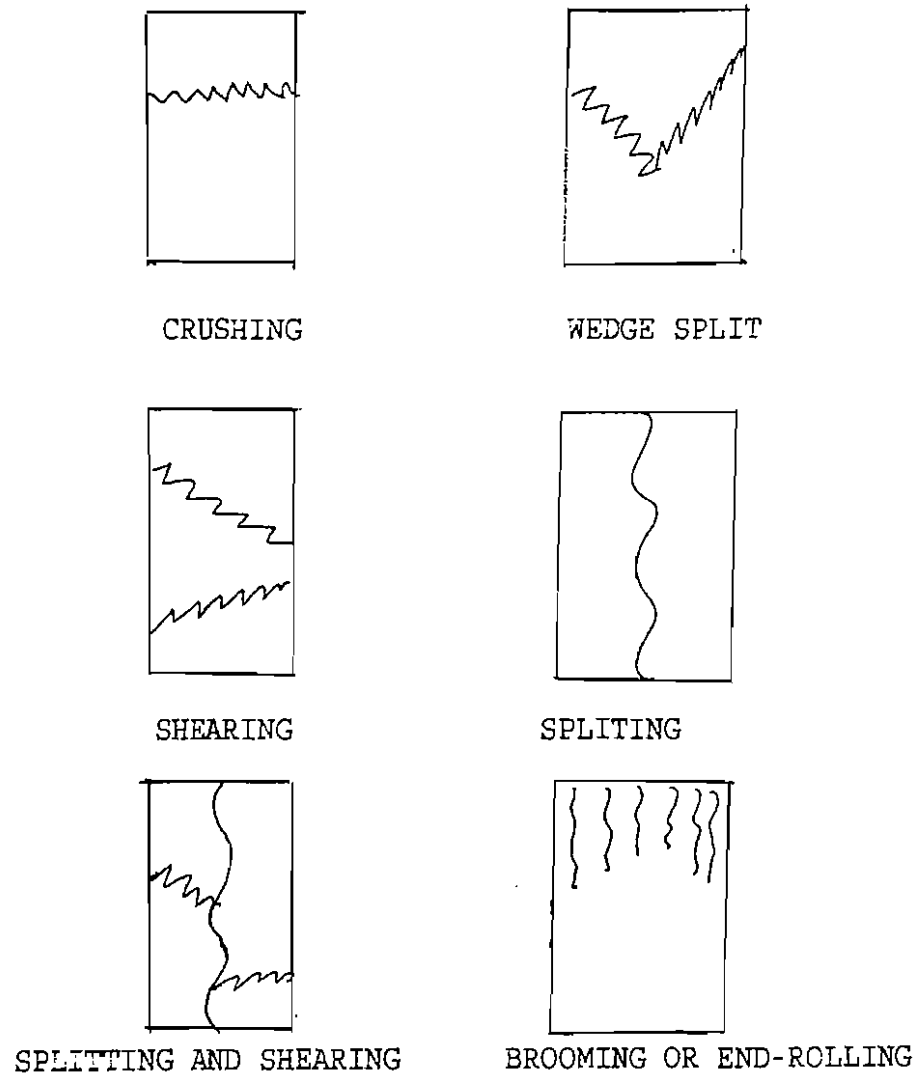 CRUSHING
WEDGE SPLIT
SHEARING
SPLITING
SPLITTING AND SHEARING
BROOMING OR END-ROLLING